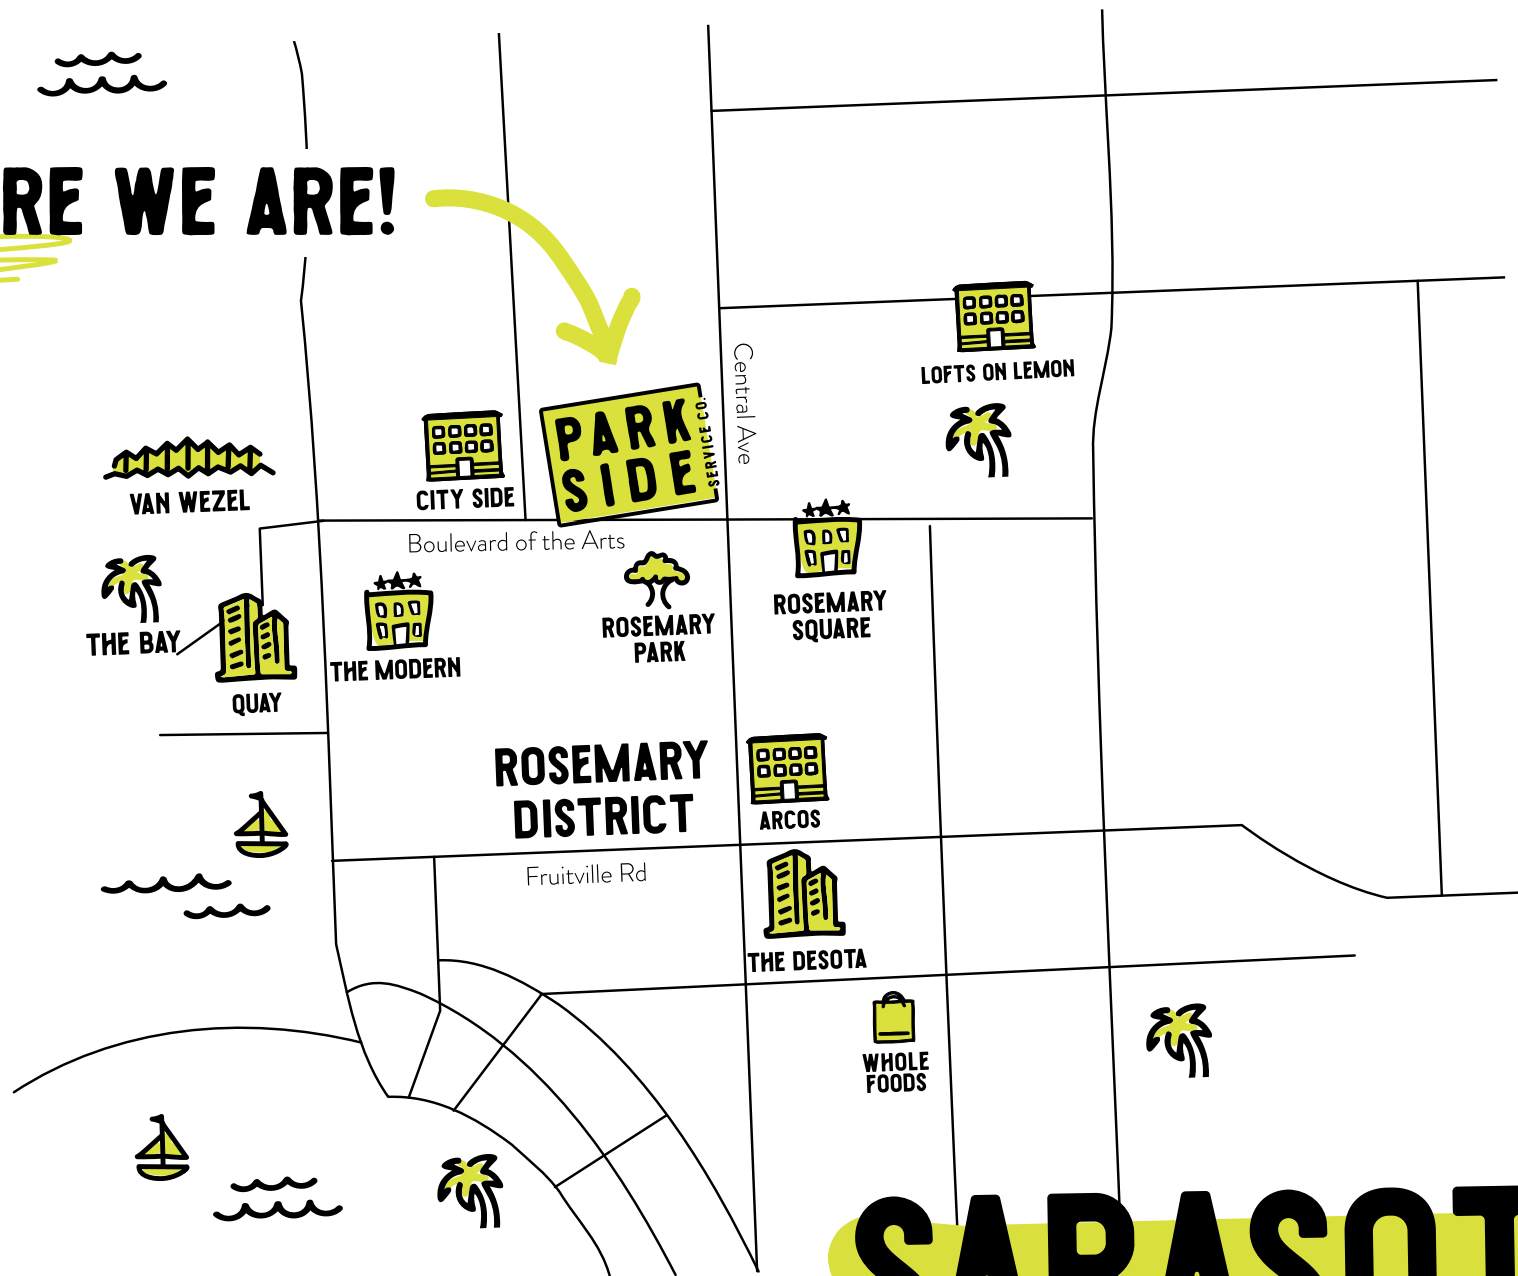 RE WE ARE!
LOFTS ON LEMON
Central Ave
PARK
SIDE
SERVICE CO.
CITY SIDE
VAN WEZEL
Boulevard of the Arts
ROSEMARY
SQUARE
ROSEMARY
PARK
THE BAY
THE MODERN
QUAY
ROSEMARY
DISTRICT
ARCOS
Fruitville Rd
THE DESOTA
WHOLE
FOODS
SARASOT